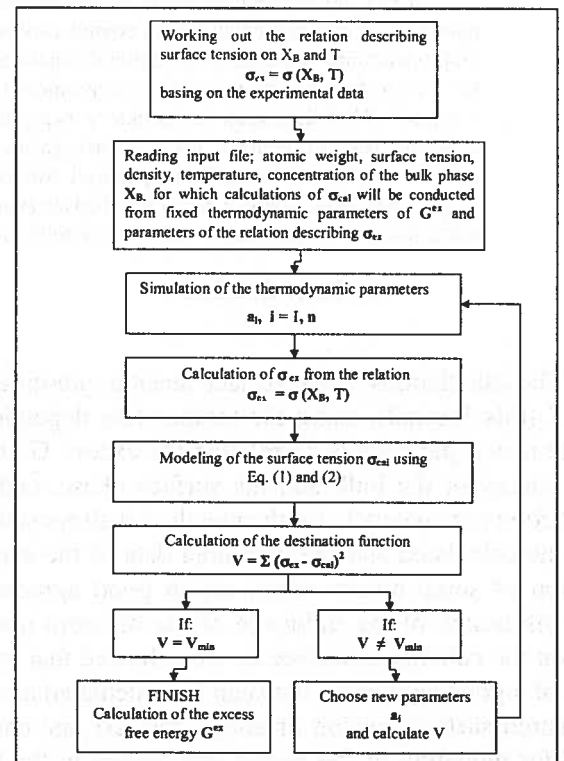 Working out the relation describing
surface tension on X_B and T
σ_ex = σ (X_B, T)
basing on the experimental data
Reading input file; atomic weight, surface tension,
density, temperature, concentration of the bulk phase
X_B, for which calculations of σ_cal will be conducted
from fixed thermodynamic parameters of G^ex and
parameters of the relation describing σ_ex
Simulation of the thermodynamic parameters
a_i, i = 1, n
Calculation of σ_ex from the relation
σ_ex = σ (X_B, T)
Modeling of the surface tension σ_cal using
Eq. (1) and (2)
Calculation of the destination function
V = Σ (σ_ex - σ_cal)²
If:
V = V_min
If:
V ≠ V_min
FINISH
Calculation of the excess
free energy G^ex
Choose new parameters
a_i
and calculate V